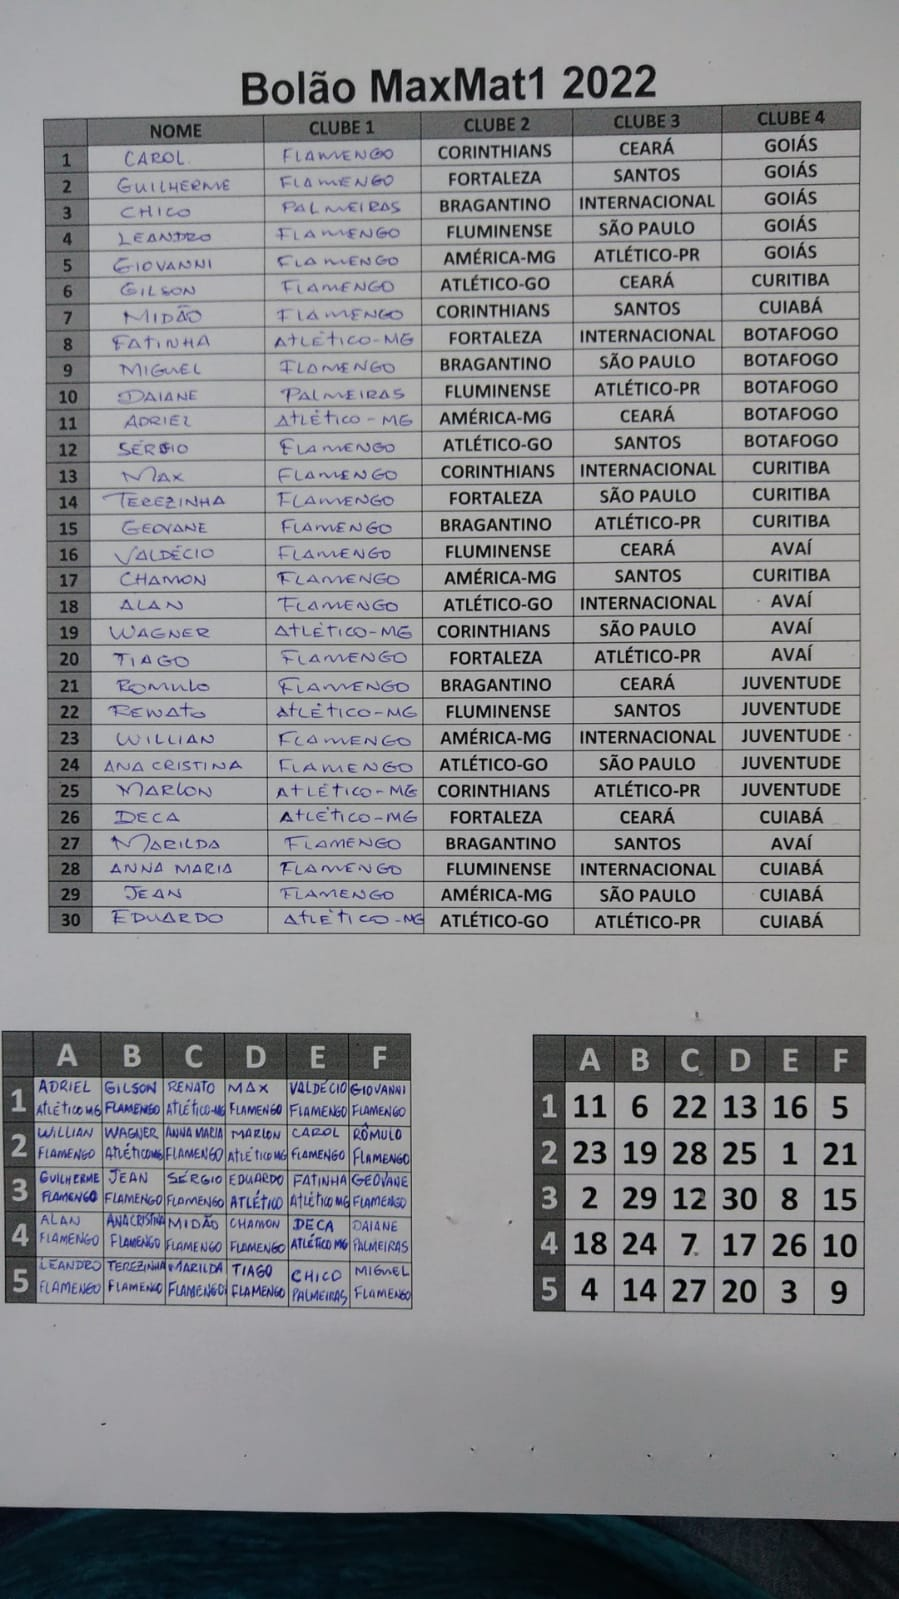 Bolão MaxMat1 2022
NOME CLUBE 1 CLUBE 2 CLUBE 3 CLUBE 4
1 CAROL FLAMENGO CORINTHIANS CEARÁ GOIÁS
2 GUILHERME FLAMENGO FORTALEZA SANTOS GOIÁS
3 CHICO PALMEIRAS BRAGANTINO INTERNACIONAL GOIÁS
4 LEANDRO FLAMENGO FLUMINENSE SÃO PAULO GOIÁS
5 GIOVANNI FLAMENGO AMÉRICA-MG ATLÉTICO-PR GOIÁS
6 GILSON FLAMENGO ATLÉTICO-GO CEARÁ CURITIBA
7 MIDÃO FLAMENGO CORINTHIANS SANTOS CUIABÁ
8 FATINHA ATLÉTICO-MG FORTALEZA INTERNACIONAL BOTAFOGO
9 MIGUEL FLAMENGO BRAGANTINO SÃO PAULO BOTAFOGO
10 DAIANE PALMEIRAS FLUMINENSE ATLÉTICO-PR BOTAFOGO
11 ADRIEL ATLÉTICO-MG AMÉRICA-MG CEARÁ BOTAFOGO
12 SÉRGIO FLAMENGO ATLÉTICO-GO SANTOS BOTAFOGO
13 MAX FLAMENGO CORINTHIANS INTERNACIONAL CURITIBA
14 TEREZINHA FLAMENGO FORTALEZA SÃO PAULO CURITIBA
15 GEOVANE FLAMENGO BRAGANTINO ATLÉTICO-PR CURITIBA
16 VALDÉCIO FLAMENGO FLUMINENSE CEARÁ AVAÍ
17 CHAMON FLAMENGO AMÉRICA-MG SANTOS CURITIBA
18 ALAN FLAMENGO ATLÉTICO-GO INTERNACIONAL AVAÍ
19 WAGNER ATLÉTICO-MG CORINTHIANS SÃO PAULO AVAÍ
20 TIAGO FLAMENGO FORTALEZA ATLÉTICO-PR AVAÍ
21 ROMULO FLAMENGO BRAGANTINO CEARÁ JUVENTUDE
22 RENATO ATLÉTICO-MG FLUMINENSE SANTOS JUVENTUDE
23 WILLIAN FLAMENGO AMÉRICA-MG INTERNACIONAL JUVENTUDE
24 ANA CRISTINA FLAMENGO ATLÉTICO-GO SÃO PAULO JUVENTUDE
25 MARLON ATLÉTICO-MG CORINTHIANS ATLÉTICO-PR JUVENTUDE
26 DECA ATLÉTICO-MG FORTALEZA CEARÁ CUIABÁ
27 MARILDA FLAMENGO BRAGANTINO SANTOS AVAÍ
28 ANNA MARIA FLAMENGO FLUMINENSE INTERNACIONAL CUIABÁ
29 JEAN FLAMENGO AMÉRICA-MG SÃO PAULO CUIABÁ
30 EDUARDO ATLÉTICO-MG ATLÉTICO-GO ATLÉTICO-PR CUIABÁ
A B C D E F
1 ADRIEL GILSON RENATO MAX VALDÉCIO GIOVANNI
ATLÉTICO MG FLAMENGO ATLÉTICO-MG FLAMENGO FLAMENGO FLAMENGO
2 WILLIAN WAGNER ANNA MARIA MARLON CAROL RÔMULO
FLAMENGO ATLÉTICO MG FLAMENGO ATLÉTICO MG FLAMENGO FLAMENGO
3 GUILHERME JEAN SÉRGIO EDUARDO FATINHA GEOVANE
FLAMENGO FLAMENGO FLAMENGO ATLÉTICO ATLÉTICO MG FLAMENGO
4 ALAN ANA CRISTINA MIDÃO CHAMON DECA DAIANE
FLAMENGO FLAMENGO FLAMENGO FLAMENGO ATLÉTICO MG PALMEIRAS
5 LEANDRO TEREZINHA MARILDA TIAGO CHICO MIGUEL
FLAMENGO FLAMENGO FLAMENGO FLAMENGO PALMEIRAS FLAMENGO
A B C D E F
1 11 6 22 13 16 5
2 23 19 28 25 1 21
3 2 29 12 30 8 15
4 18 24 7 17 26 10
5 4 14 27 20 3 9